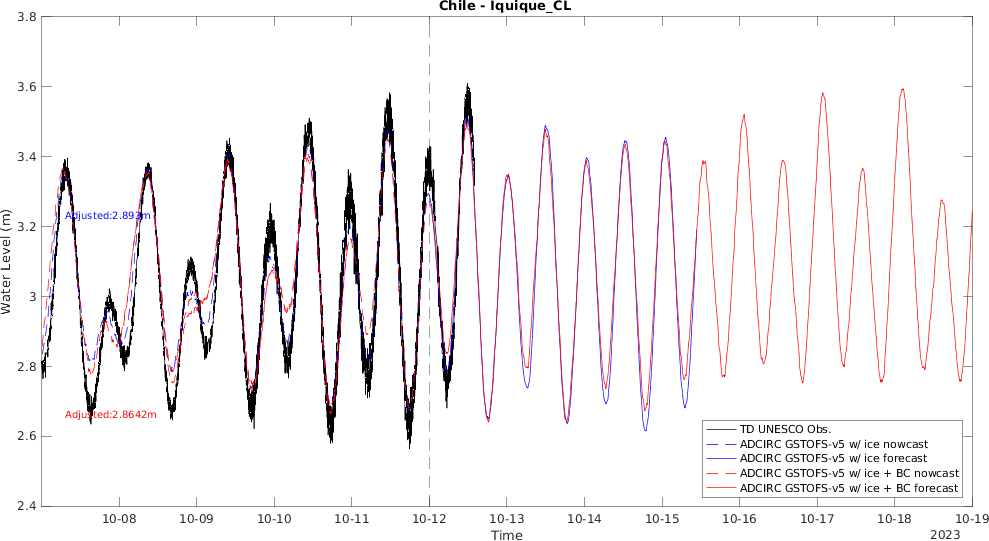 Chile - Iquique_CL
3.8
3.6
3.4
3.2
3
2.8
2.6
2.4
Water Level (m)
Adjusted:2.893m
Adjusted:2.8642m
TD UNESCO Obs.
ADCIRC GSTOFS-v5 w/ ice nowcast
ADCIRC GSTOFS-v5 w/ ice forecast
ADCIRC GSTOFS-v5 w/ ice + BC nowcast
ADCIRC GSTOFS-v5 w/ ice + BC forecast
10-08 10-09 10-10 10-11 10-12 10-13 10-14 10-15 10-16 10-17 10-18 10-19
Time
2023